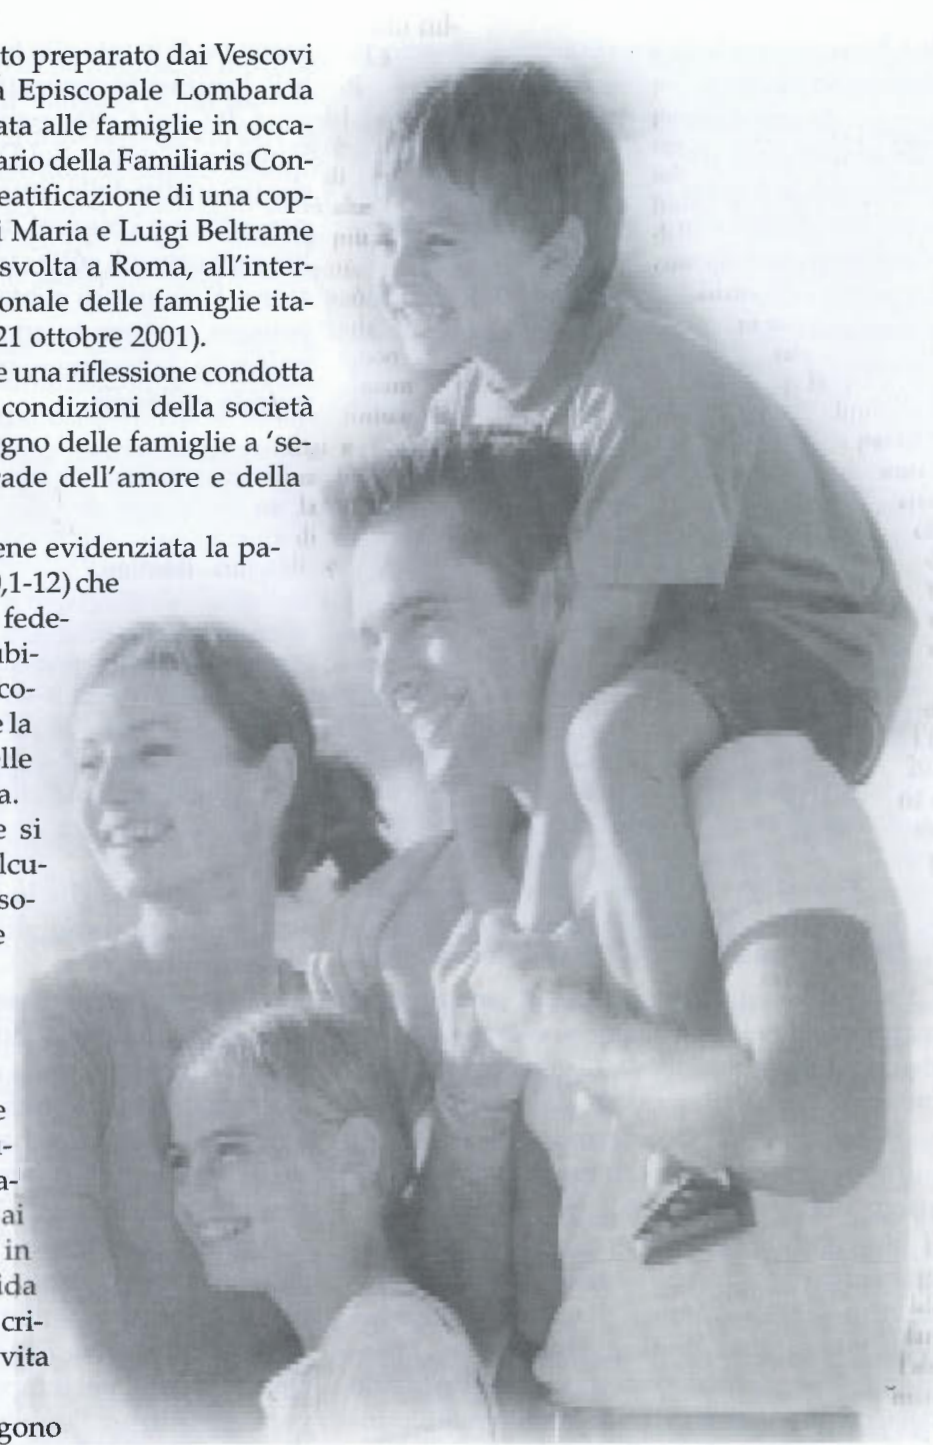 to preparato dai Vescovi
a Episcopale Lombarda
ata alle famiglie in occa-
ario della Familiaris Con-
eatificazione di una cop-
i Maria e Luigi Beltrame
svolta a Roma, all'inter-
onale delle famiglie ita-
21 ottobre 2001).
e una riflessione condotta
condizioni della società
gno delle famiglie a 'se-
ade dell'amore e della
ene evidenziata la pa-
,1-12) che
fede-
ubi-
co-
e la
elle
a.
e si
lcu-
so-
e
e
i-
a-
ai
in
ida
cri-
vita
gono